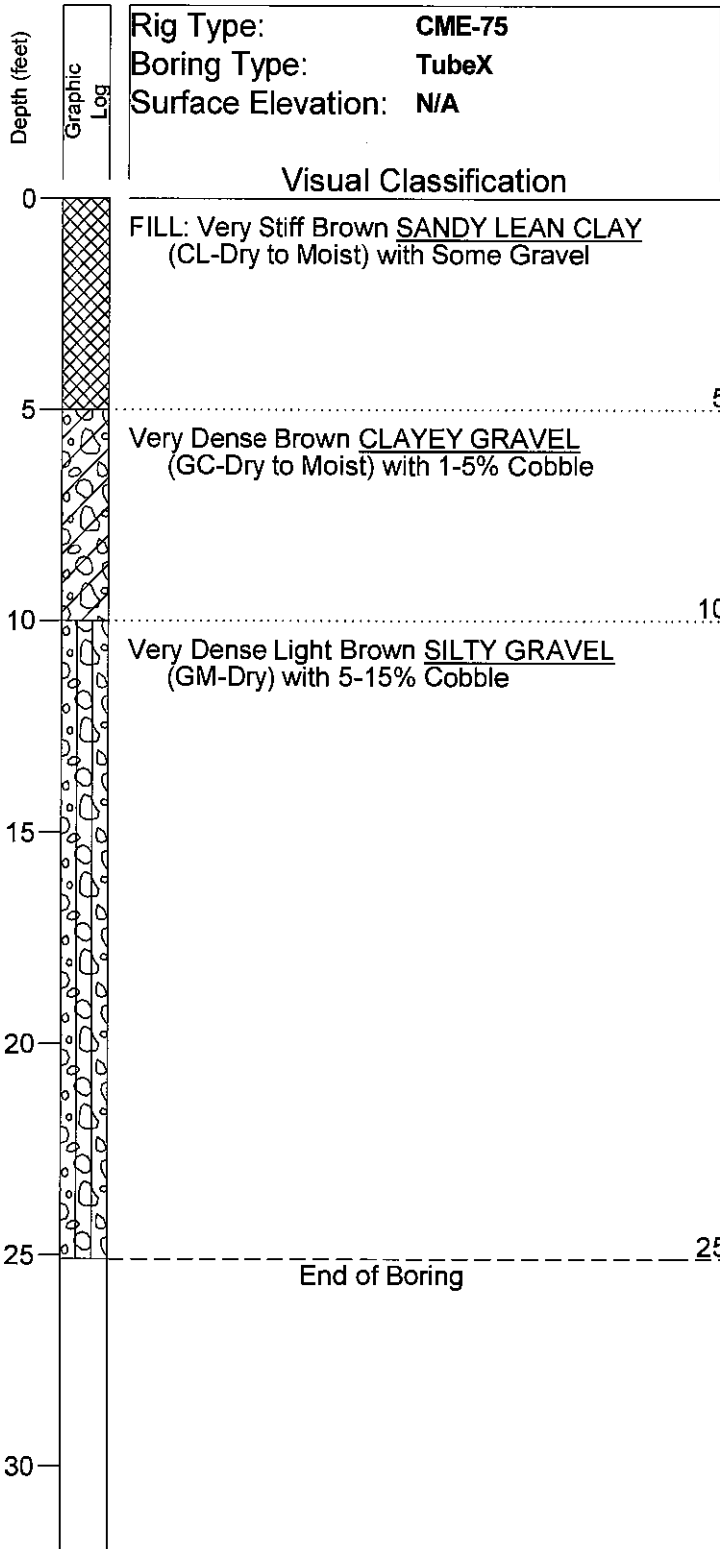 Depth (feet)
Graphic
Log
Rig Type: CME-75
Boring Type: TubeX
Surface Elevation: N/A
Visual Classification
0
FILL: Very Stiff Brown SANDY LEAN CLAY
(CL-Dry to Moist) with Some Gravel
5
5
Very Dense Brown CLAYEY GRAVEL
(GC-Dry to Moist) with 1-5% Cobble
10
10
Very Dense Light Brown SILTY GRAVEL
(GM-Dry) with 5-15% Cobble
15
20
25
25
End of Boring
30